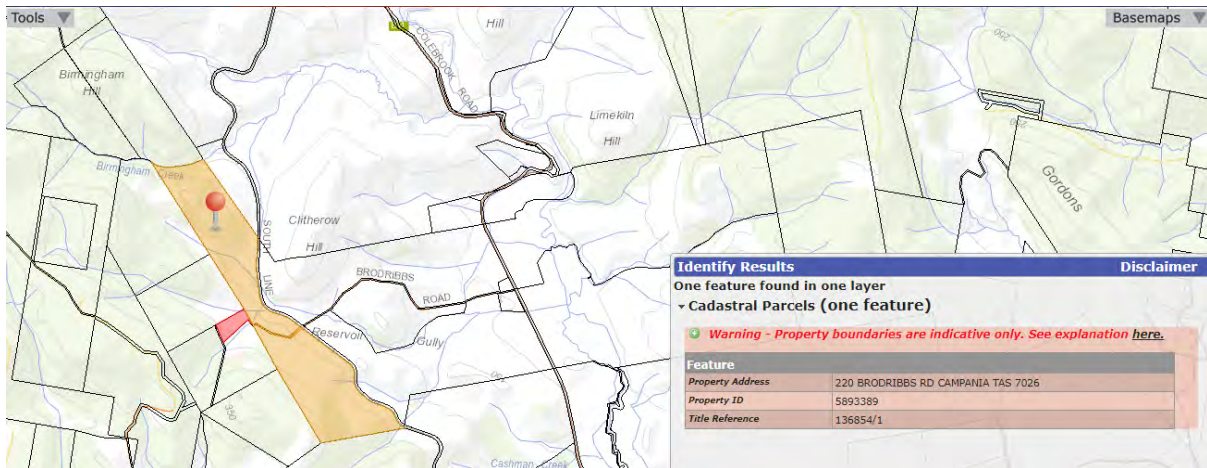 Tools
Basemaps
Hill
COLEBROOK ROAD
Birmingham
Hill
Limekiln
Hill
250
250
Birmingham Creek
Gordons
Clitherow
Hill
SOUTH LINE
BRODRIBBS ROAD
Reservoir
Gully
350
Cashman Creek
Identify Results
Disclaimer
One feature found in one layer
Cadastral Parcels (one feature)
Warning - Property boundaries are indicative only. See explanation here.
Feature
Property Address 220 BRODRIBBS RD CAMPANIA TAS 7026
Property ID 5893389
Title Reference 136854/1